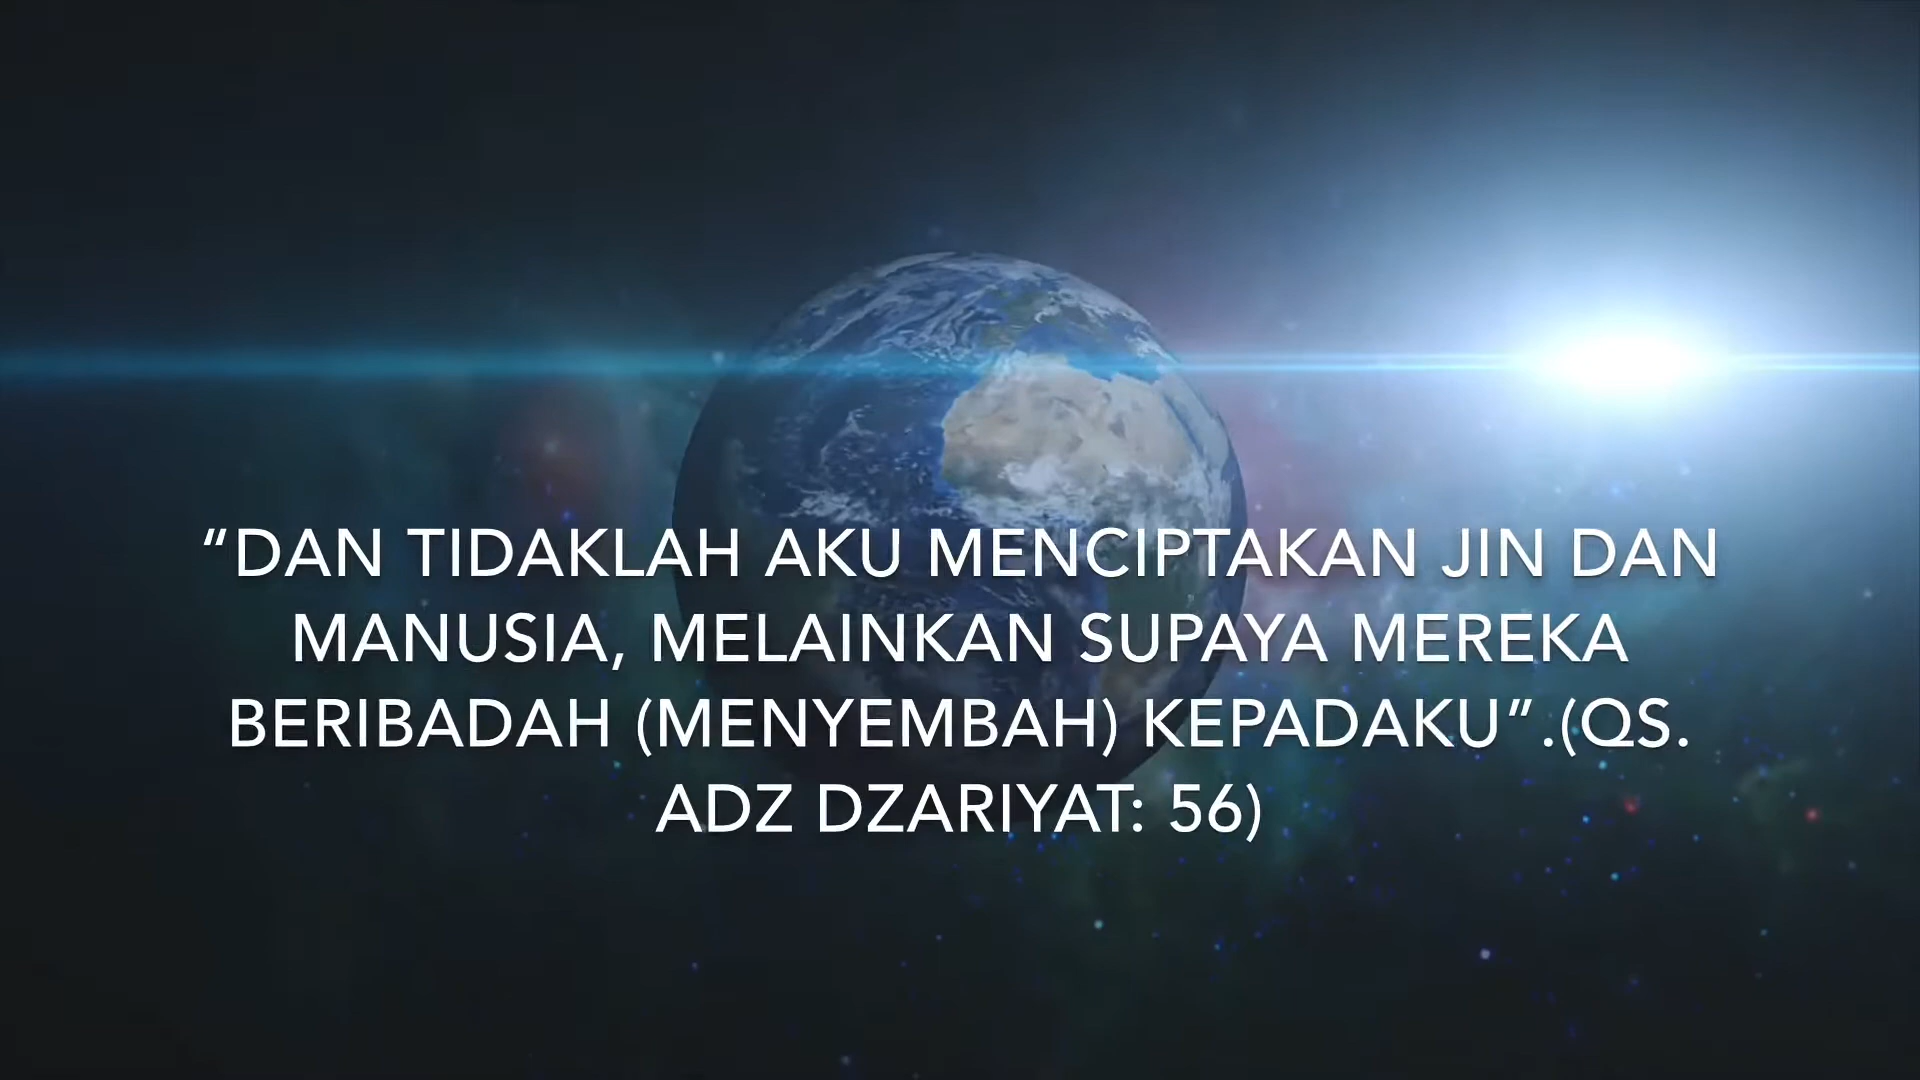 “DAN TIDAKLAH AKU MENCIPTAKAN JIN DAN
MANUSIA, MELAINKAN SUPAYA MEREKA
BERIBADAH (MENYEMBAH) KEPADAKU”.(QS.
ADZ DZARIYAT: 56)